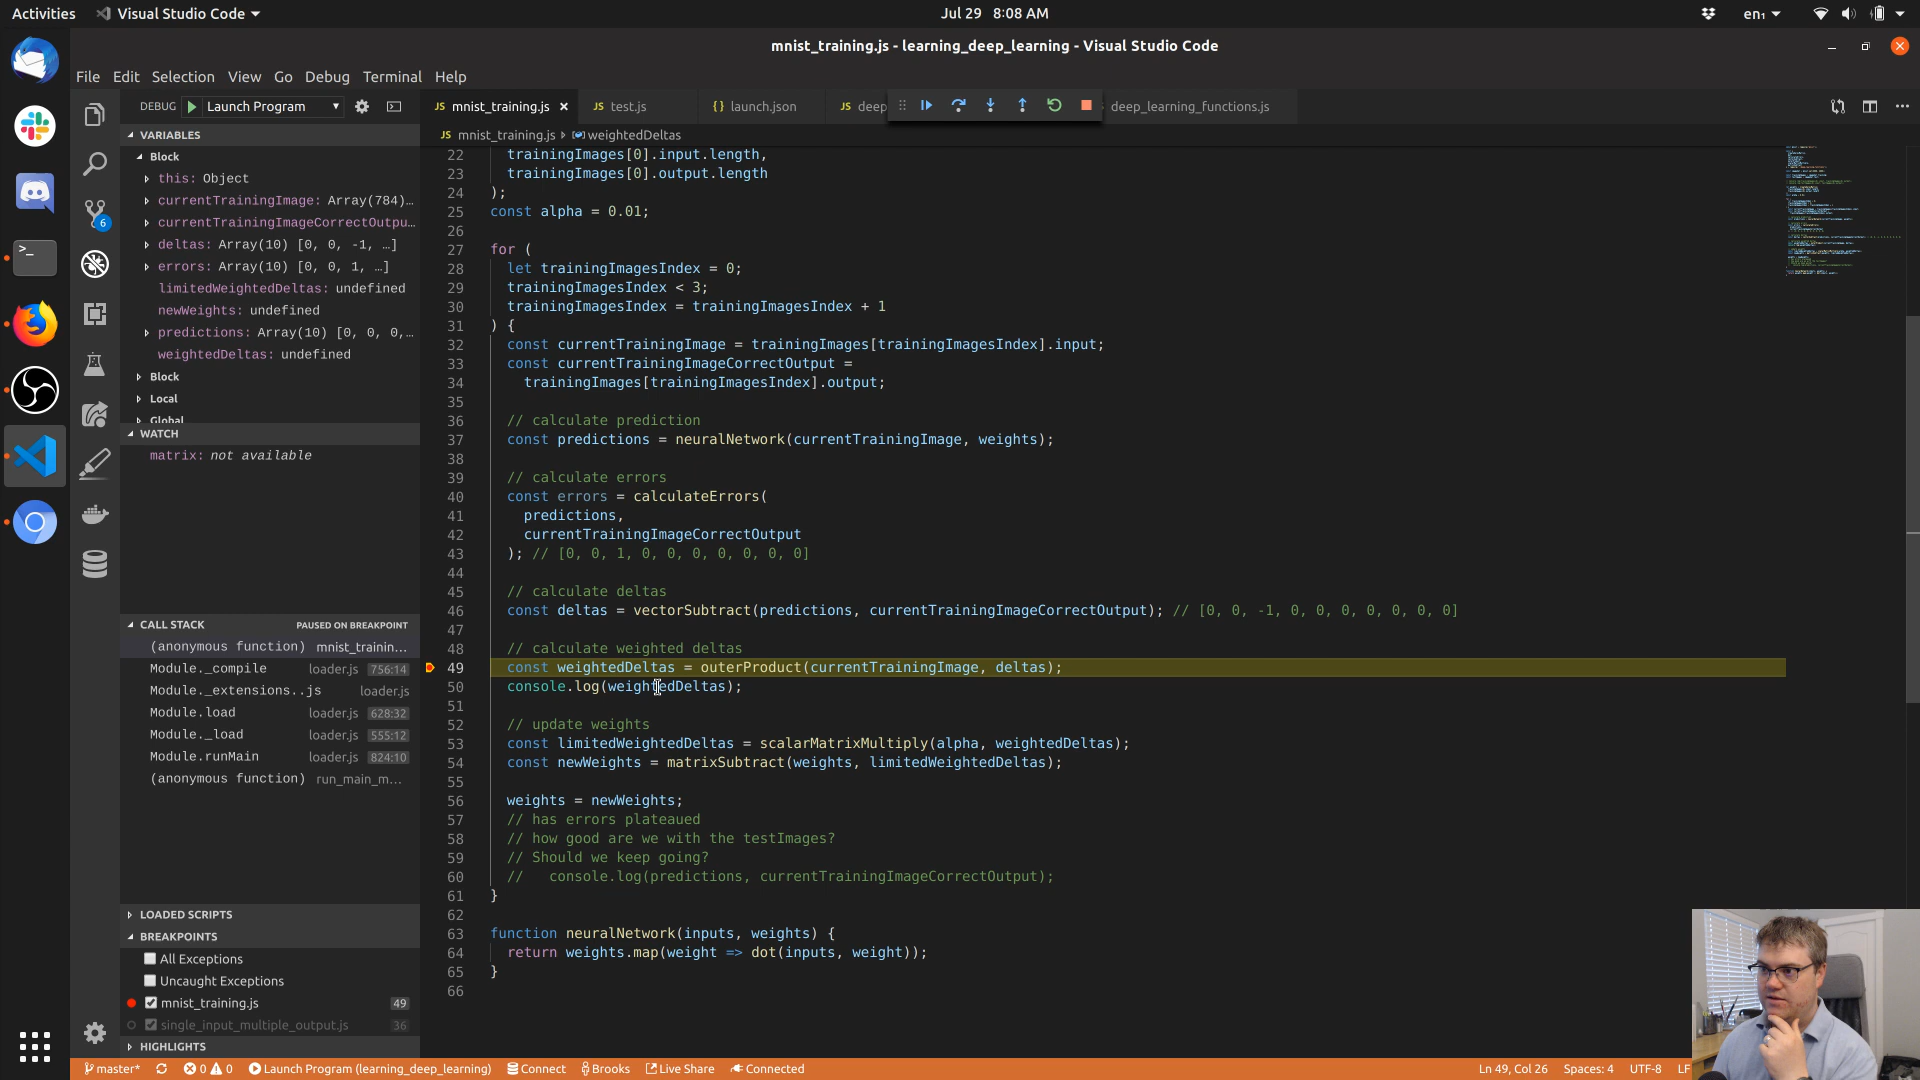 Activities
Visual Studio Code
Jul 29 8:08 AM
en₁
mnist_training.js - learning_deep_learning - Visual Studio Code
File Edit Selection View Go Debug Terminal Help
DEBUG Launch Program
JS mnist_training.js
JS test.js
{ } launch.json
JS deep
deep_learning_functions.js
JS mnist_training.js weightedDeltas
VARIABLES
Block
this: Object
currentTrainingImage: Array(784)…
currentTrainingImageCorrectOutpu…
deltas: Array(10) [0, 0, -1, …]
errors: Array(10) [0, 0, 1, …]
limitedWeightedDeltas: undefined
newWeights: undefined
predictions: Array(10) [0, 0, 0,…
weightedDeltas: undefined
Block
Local
Global
WATCH
matrix: not available
CALL STACK PAUSED ON BREAKPOINT
(anonymous function) mnist_trainin…
Module._compile loader.js 756:14
Module._extensions..js loader.js
Module.load loader.js 628:32
Module._load loader.js 555:12
Module.runMain loader.js 824:10
(anonymous function) run_main_m…
LOADED SCRIPTS
BREAKPOINTS
All Exceptions
Uncaught Exceptions
mnist_training.js 49
single_input_multiple_output.js 36
HIGHLIGHTS
6
22 trainingImages[0].input.length,
23 trainingImages[0].output.length
24 );
25 const alpha = 0.01;
26
27 for (
28 let trainingImagesIndex = 0;
29 trainingImagesIndex < 3;
30 trainingImagesIndex = trainingImagesIndex + 1
31 ) {
32 const currentTrainingImage = trainingImages[trainingImagesIndex].input;
33 const currentTrainingImageCorrectOutput =
34 trainingImages[trainingImagesIndex].output;
35
36 // calculate prediction
37 const predictions = neuralNetwork(currentTrainingImage, weights);
38
39 // calculate errors
40 const errors = calculateErrors(
41 predictions,
42 currentTrainingImageCorrectOutput
43 ); // [0, 0, 1, 0, 0, 0, 0, 0, 0, 0]
44
45 // calculate deltas
46 const deltas = vectorSubtract(predictions, currentTrainingImageCorrectOutput); // [0, 0, -1, 0, 0, 0, 0, 0, 0, 0]
47
48 // calculate weighted deltas
49 const weightedDeltas = outerProduct(currentTrainingImage, deltas);
50 console.log(weightedDeltas);
51
52 // update weights
53 const limitedWeightedDeltas = scalarMatrixMultiply(alpha, weightedDeltas);
54 const newWeights = matrixSubtract(weights, limitedWeightedDeltas);
55
56 weights = newWeights;
57 // has errors plateaued
58 // how good are we with the testImages?
59 // Should we keep going?
60 // console.log(predictions, currentTrainingImageCorrectOutput);
61 }
62
63 function neuralNetwork(inputs, weights) {
64 return weights.map(weight => dot(inputs, weight));
65 }
66
master* 0 0 Launch Program (learning_deep_learning) Connect Brooks Live Share Connected
Ln 49, Col 26 Spaces: 4 UTF-8 LF